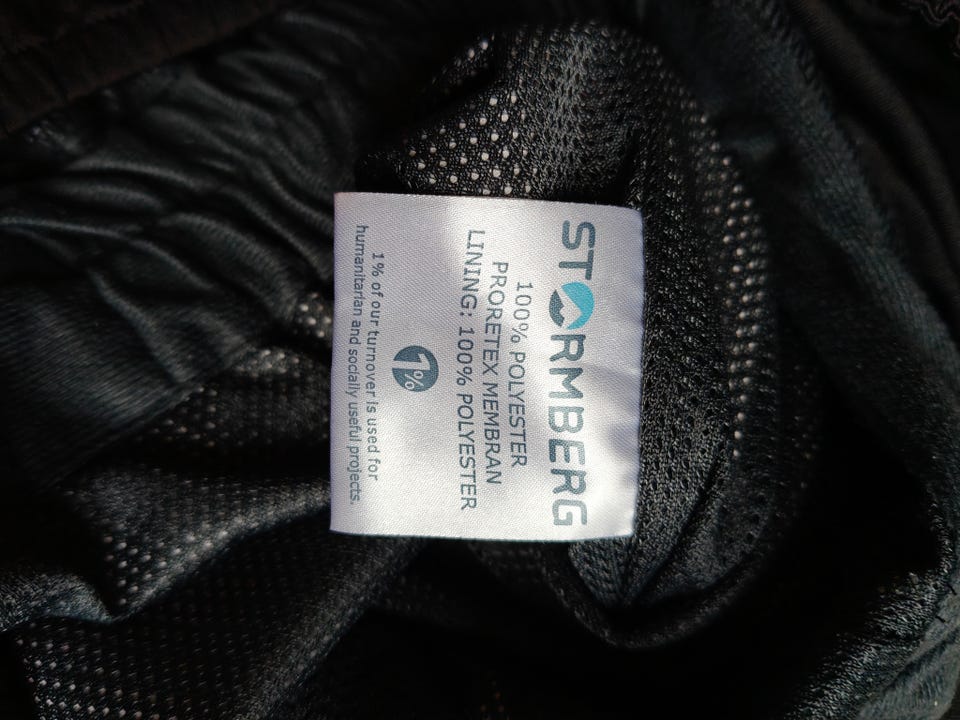 STORMBERG
100% POLYESTER
PRORETEX MEMBRAN
LINING: 100% POLYESTER
1%
1% of our turnover is used for
humanitarian and socially useful projects.